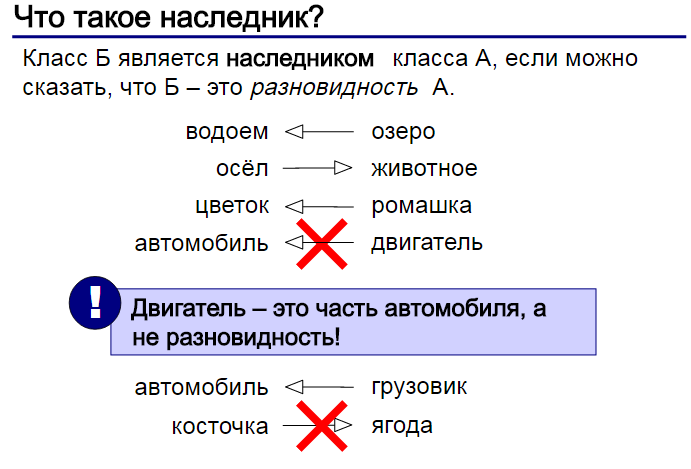 Что такое наследник?
Класс Б является наследником класса А, если можно
сказать, что Б – это разновидность А.
водоем озеро
осёл животное
цветок ромашка
автомобиль двигатель
! Двигатель – это часть автомобиля, а
не разновидность!
автомобиль грузовик
косточка ягода